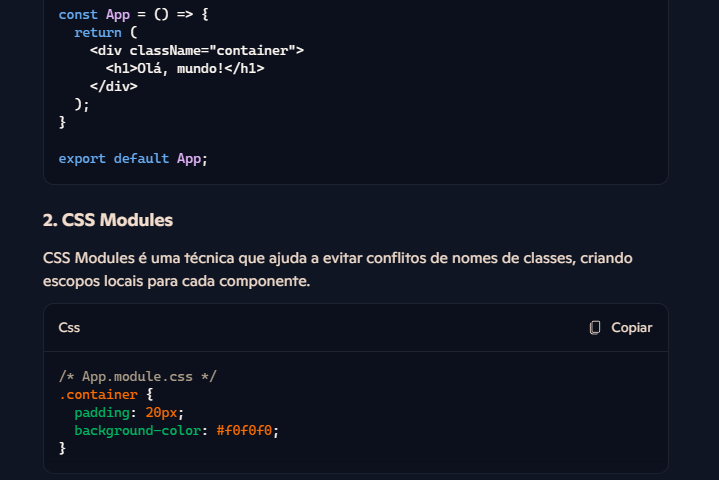 const App = () => {
  return (
    <div className="container">
      <h1>Olá, mundo!</h1>
    </div>
  );
}
export default App;
2. CSS Modules
CSS Modules é uma técnica que ajuda a evitar conflitos de nomes de classes, criando
escopos locais para cada componente.
Css
Copiar
/* App.module.css */
.container {
  padding: 20px;
  background-color: #f0f0f0;
}